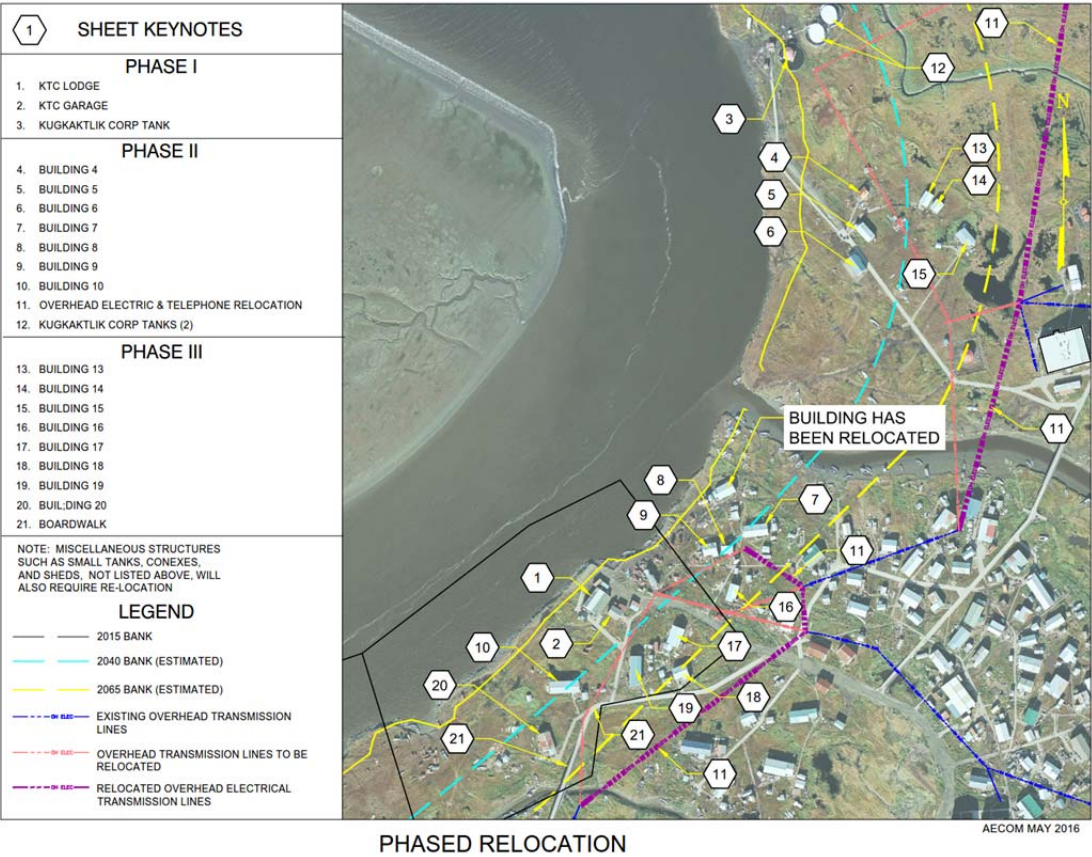 1
SHEET KEYNOTES
PHASE I
1. KTC LODGE
2. KTC GARAGE
3. KUGKAKTLIK CORP TANK
PHASE II
4. BUILDING 4
5. BUILDING 5
6. BUILDING 6
7. BUILDING 7
8. BUILDING 8
9. BUILDING 9
10. BUILDING 10
11. OVERHEAD ELECTRIC & TELEPHONE RELOCATION
12. KUGKAKTLIK CORP TANKS (2)
PHASE III
13. BUILDING 13
14. BUILDING 14
15. BUILDING 15
16. BUILDING 16
17. BUILDING 17
18. BUILDING 18
19. BUILDING 19
20. BUIL;DING 20
21. BOARDWALK
NOTE: MISCELLANEOUS STRUCTURES
SUCH AS SMALL TANKS, CONEXES,
AND SHEDS, NOT LISTED ABOVE, WILL
ALSO REQUIRE RE-LOCATION
LEGEND
2015 BANK
2040 BANK (ESTIMATED)
2065 BANK (ESTIMATED)
OH ELEC
EXISTING OVERHEAD TRANSMISSION
LINES
OH ELEC
OVERHEAD TRANSMISSION LINES TO BE
RELOCATED
OH ELEC
RELOCATED OVERHEAD ELECTRICAL
TRANSMISSION LINES
11
12
N
3
4
13
14
5
6
15
BUILDING HAS
BEEN RELOCATED
11
8
7
9
11
1
16
2
17
10
20
18
19
21
21
11
AECOM MAY 2016
PHASED RELOCATION